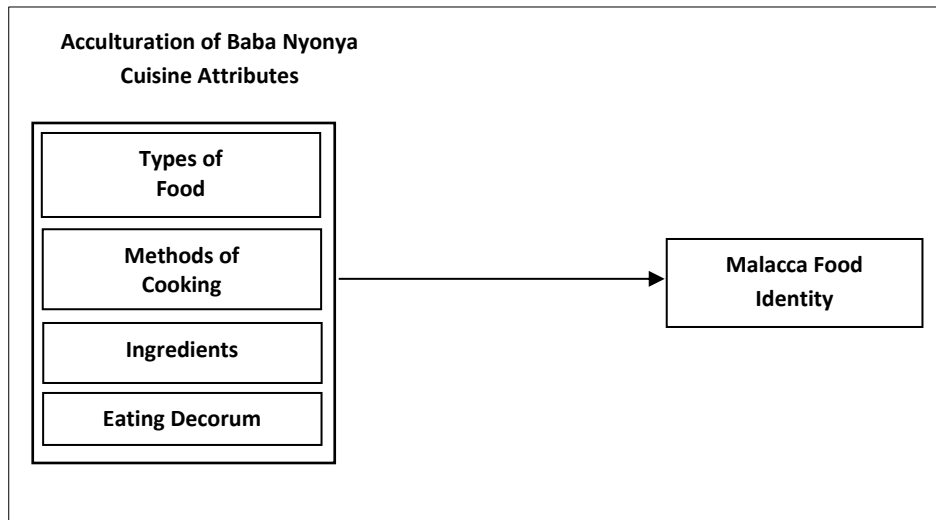 Acculturation of Baba Nyonya
Cuisine Attributes
Types of
Food
Methods of
Cooking
Ingredients
Eating Decorum
Malacca Food
Identity